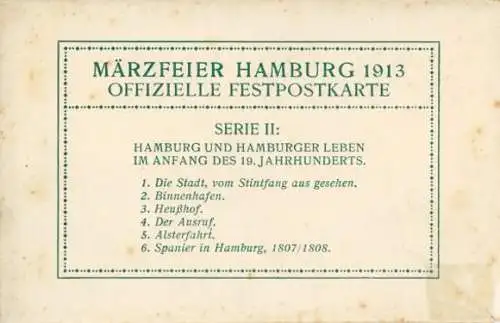 MÄRZFEIER HAMBURG 1913
OFFIZIELLE FESTPOSTKARTE
SERIE II:
HAMBURG UND HAMBURGER LEBEN
IM ANFANG DES 19. JAHRHUNDERTS.
1. Die Stadt, vom Stintfang aus gesehen.
2. Binnenhafen.
3. Heußhof.
4. Der Ausruf.
5. Alsterfahrt.
6. Spanier in Hamburg, 1807/1808.